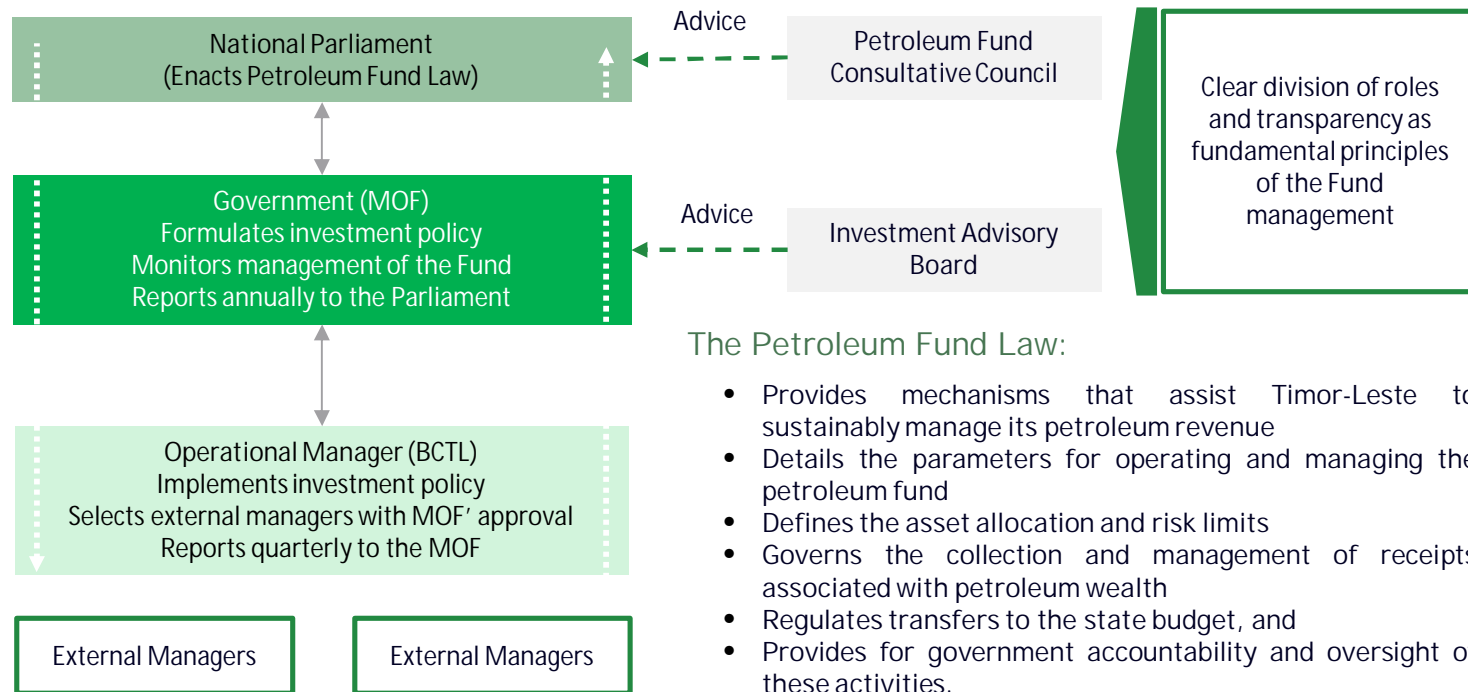 National Parliament
(Enacts Petroleum Fund Law)
Advice
Petroleum Fund
Consultative Council
Clear division of roles
and transparency as
fundamental principles
of the Fund
management
Government (MOF)
Formulates investment policy
Monitors management of the Fund
Reports annually to the Parliament
Advice
Investment Advisory
Board
Operational Manager (BCTL)
Implements investment policy
Selects external managers with MOF' approval
Reports quarterly to the MOF
External Managers
External Managers
The Petroleum Fund Law:
• Provides mechanisms that assist Timor-Leste to
sustainably manage its petroleum revenue
• Details the parameters for operating and managing the
petroleum fund
• Defines the asset allocation and risk limits
• Governs the collection and management of receipts
associated with petroleum wealth
• Regulates transfers to the state budget, and
• Provides for government accountability and oversight of
these activities.